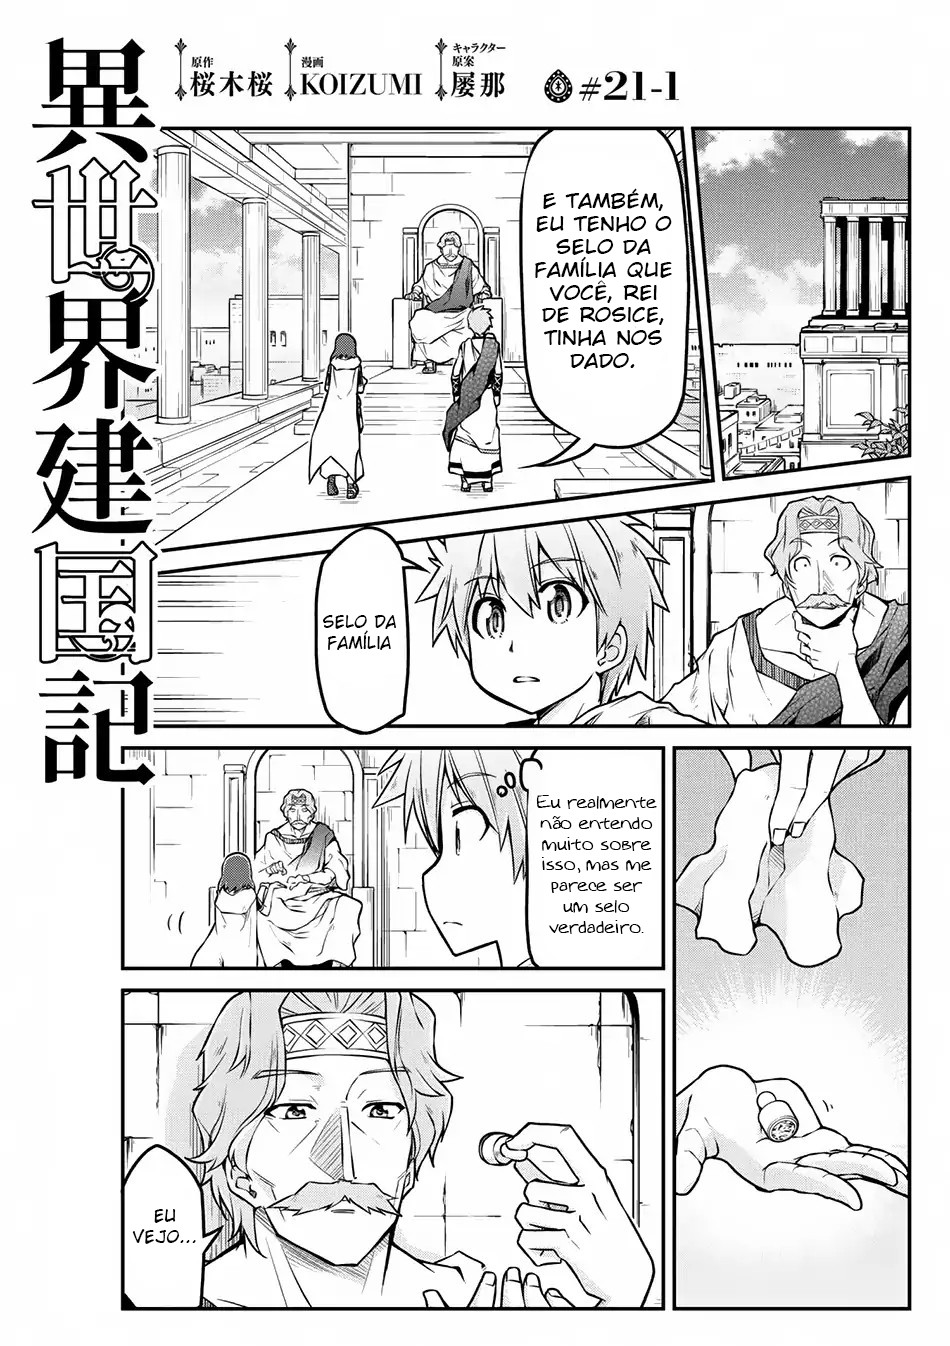 異世界建国記
原作
桜木桜
漫画
KOIZUMI
キャラクター
原案
屡那
#21-1
E TAMBÉM,
EU TENHO O
SELO DA
FAMÍLIA QUE
VOCÊ, REI
DE ROSICE,
TINHA NOS
DADO.
SELO DA
FAMÍLIA
Eu realmente
não entendo
muito sobre
isso, mas me
parece ser
um selo
verdadeiro.
EU
VEJO...